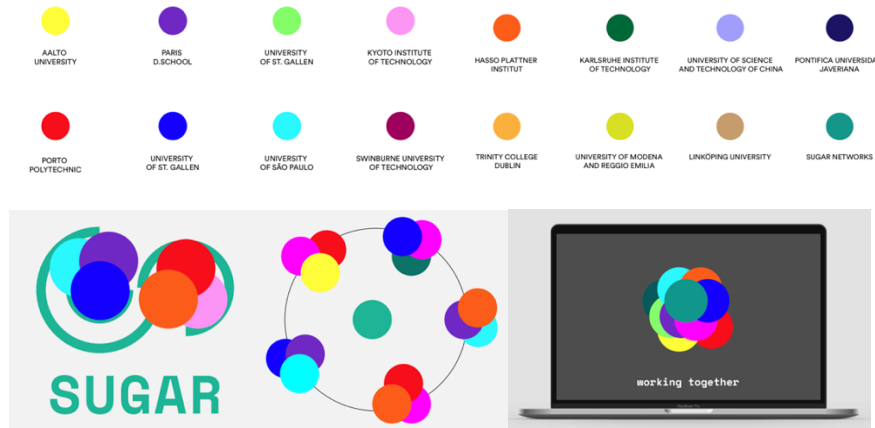 AALTO
UNIVERSITY
PARIS
D.SCHOOL
UNIVERSITY
OF ST. GALLEN
KYOTO INSTITUTE
OF TECHNOLOGY
HASSO PLATTNER
INSTITUT
KARLSRUHE INSTITUTE
OF TECHNOLOGY
UNIVERSITY OF SCIENCE
AND TECHNOLOGY OF CHINA
PONTIFICA UNIVERSIDA
JAVERIANA
PORTO
POLYTECHNIC
UNIVERSITY
OF ST. GALLEN
UNIVERSITY
OF SÃO PAULO
SWINBURNE UNIVERSITY
OF TECHNOLOGY
TRINITY COLLEGE
DUBLIN
UNIVERSITY OF MODENA
AND REGGIO EMILIA
LINKÖPING UNIVERSITY
SUGAR NETWORKS
SUGAR
working together